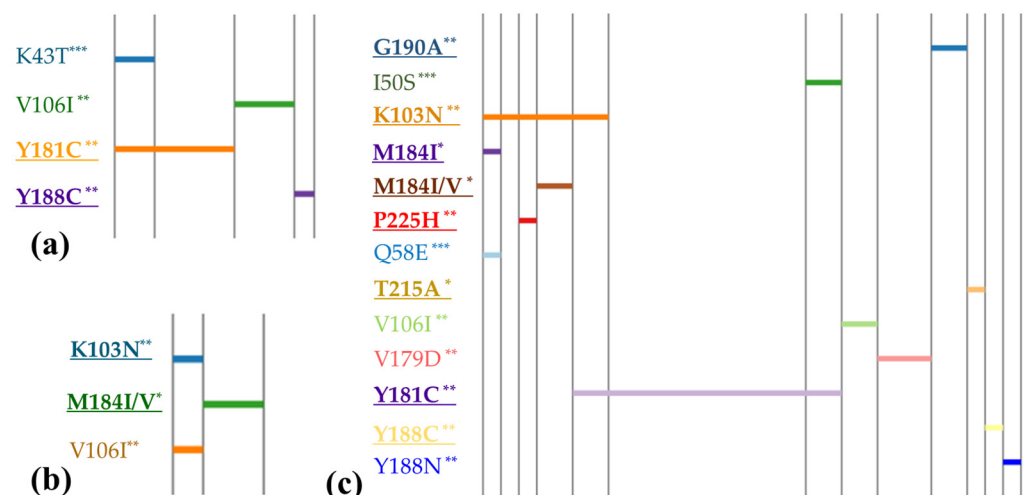 K43T***
V106I**
Y181C**
Y188C**
(a)
K103N**
M184I/V*
V106I**
(b)
G190A**
I50S***
K103N**
M184I*
M184I/V*
P225H**
Q58E***
T215A*
V106I**
V179D**
Y181C**
Y188C**
Y188N**
(c)